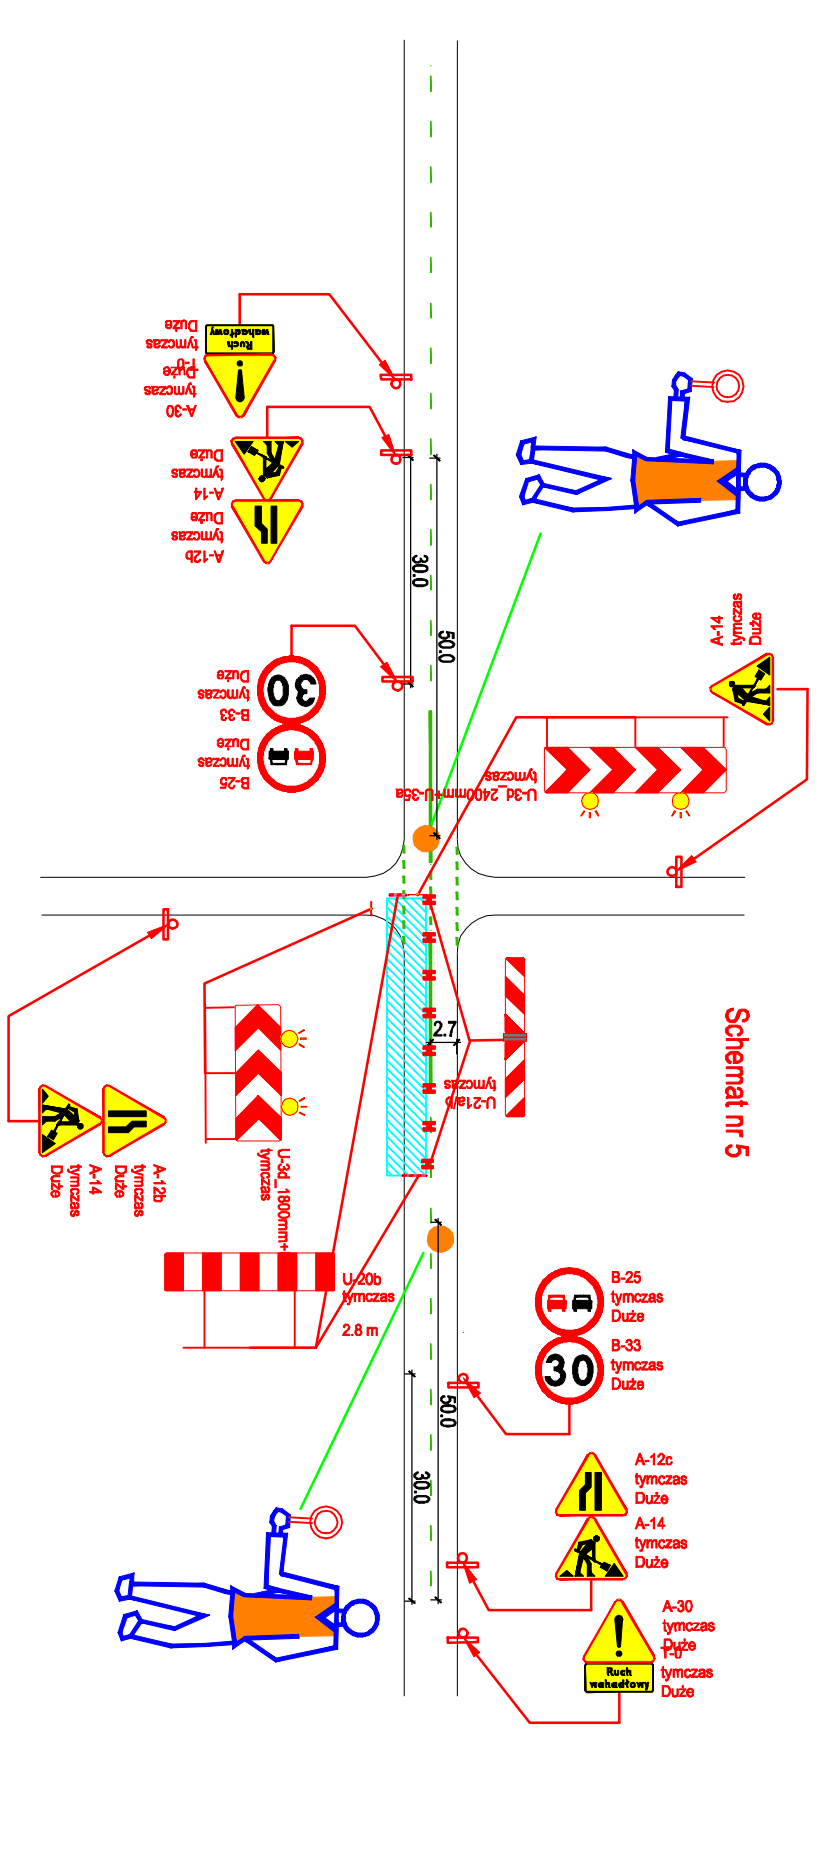 Duże
tymczas
T-0
Duże
tymczas
A-30
Ruch
wahadłowy
Duże
tymczas
A-14
Duże
tymczas
A-12b
30.0
50.0
A-14
tymczas
Duże
Duże
tymczas
B-33
30
Duże
tymczas
B-25
tymczas
U-3d_2400mm+U-35a
2.7
tymczas
U-21a/b
Schemat nr 5
A-12b
tymczas
Duże
A-14
tymczas
Duże
U-3d_1800mm+
tymczas
U-20b
tymczas
2.8 m
B-25
tymczas
Duże
B-33
tymczas
Duże
30
50.0
30.0
A-12c
tymczas
Duże
A-14
tymczas
Duże
A-30
tymczas
Duże
T-0
tymczas
Duże
Ruch
wahadłowy